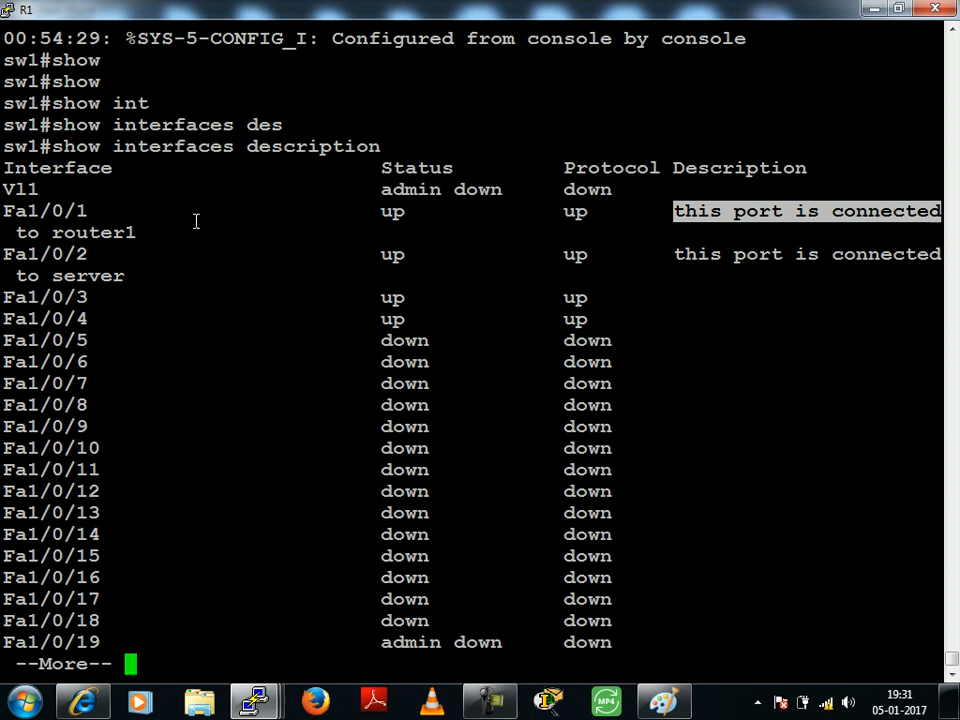 R1
00:54:29: %SYS-5-CONFIG_I: Configured from console by console
sw1#show
sw1#show
sw1#show int
sw1#show interfaces des
sw1#show interfaces description
Interface Status Protocol Description
Vl1 admin down down
Fa1/0/1 up up this port is connected
to router1
Fa1/0/2 up up this port is connected
to server
Fa1/0/3 up up
Fa1/0/4 up up
Fa1/0/5 down down
Fa1/0/6 down down
Fa1/0/7 down down
Fa1/0/8 down down
Fa1/0/9 down down
Fa1/0/10 down down
Fa1/0/11 down down
Fa1/0/12 down down
Fa1/0/13 down down
Fa1/0/14 down down
Fa1/0/15 down down
Fa1/0/16 down down
Fa1/0/17 down down
Fa1/0/18 down down
Fa1/0/19 admin down down
--More--
MP4
19:31
05-01-2017